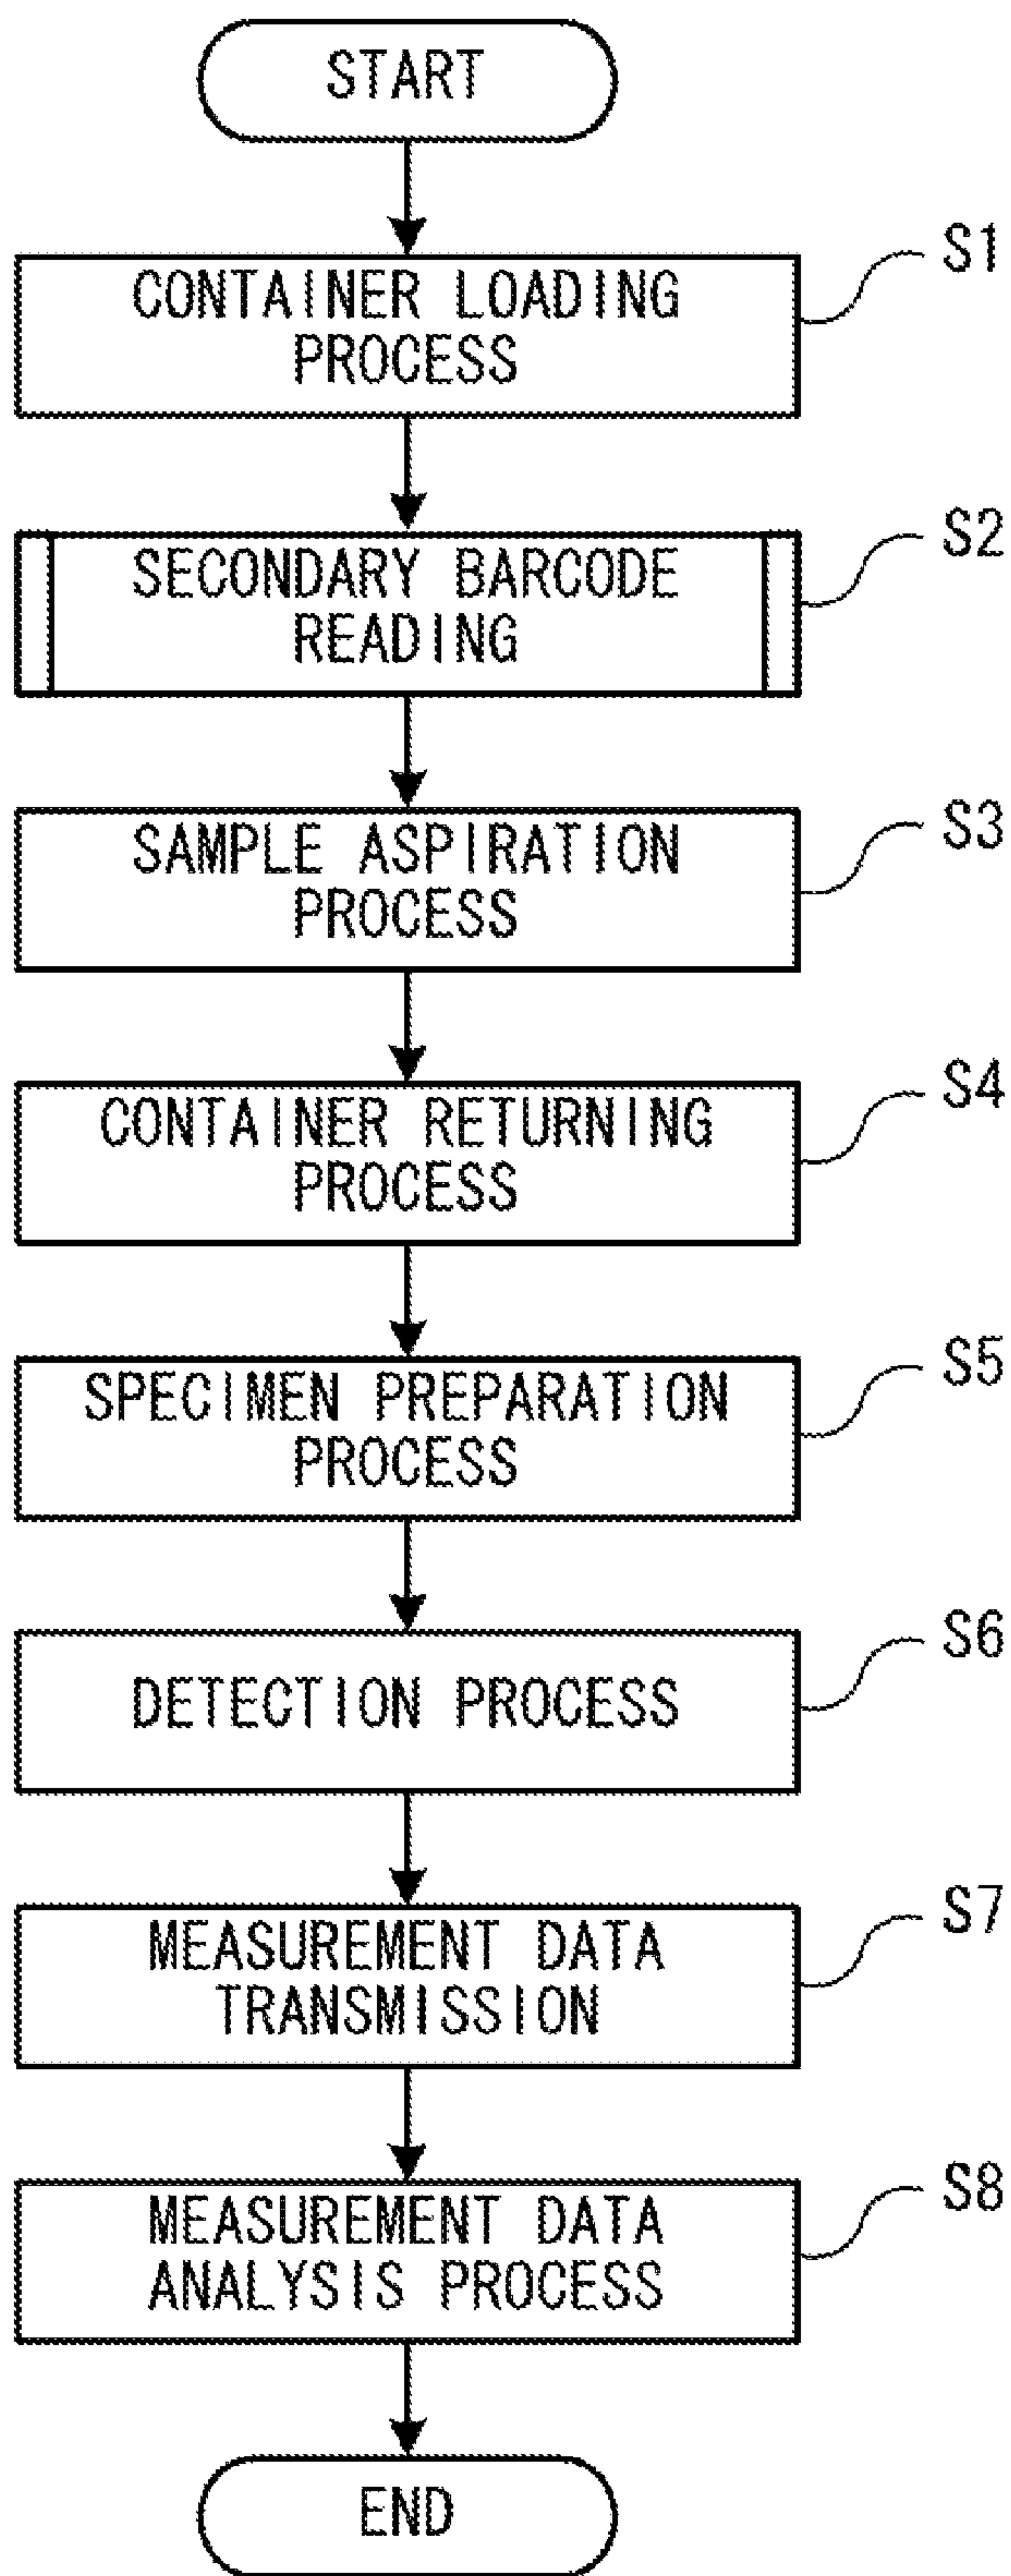 START
CONTAINER LOADING
PROCESS
S1
SECONDARY BARCODE
READING
S2
SAMPLE ASPIRATION
PROCESS
S3
CONTAINER RETURNING
PROCESS
S4
SPECIMEN PREPARATION
PROCESS
S5
DETECTION PROCESS
S6
MEASUREMENT DATA
TRANSMISSION
S7
MEASUREMENT DATA
ANALYSIS PROCESS
S8
END